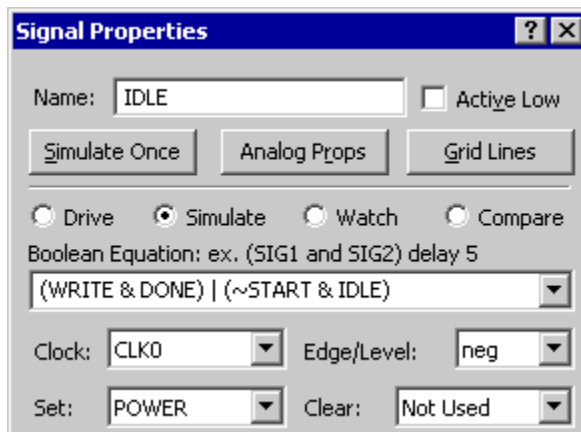 Signal Properties ? X
Name: IDLE Active Low
Simulate Once Analog Props Grid Lines
Drive Simulate Watch Compare
Boolean Equation: ex. (SIG1 and SIG2) delay 5
(WRITE & DONE) | (~START & IDLE)
Clock: CLK0 Edge/Level: neg
Set: POWER Clear: Not Used